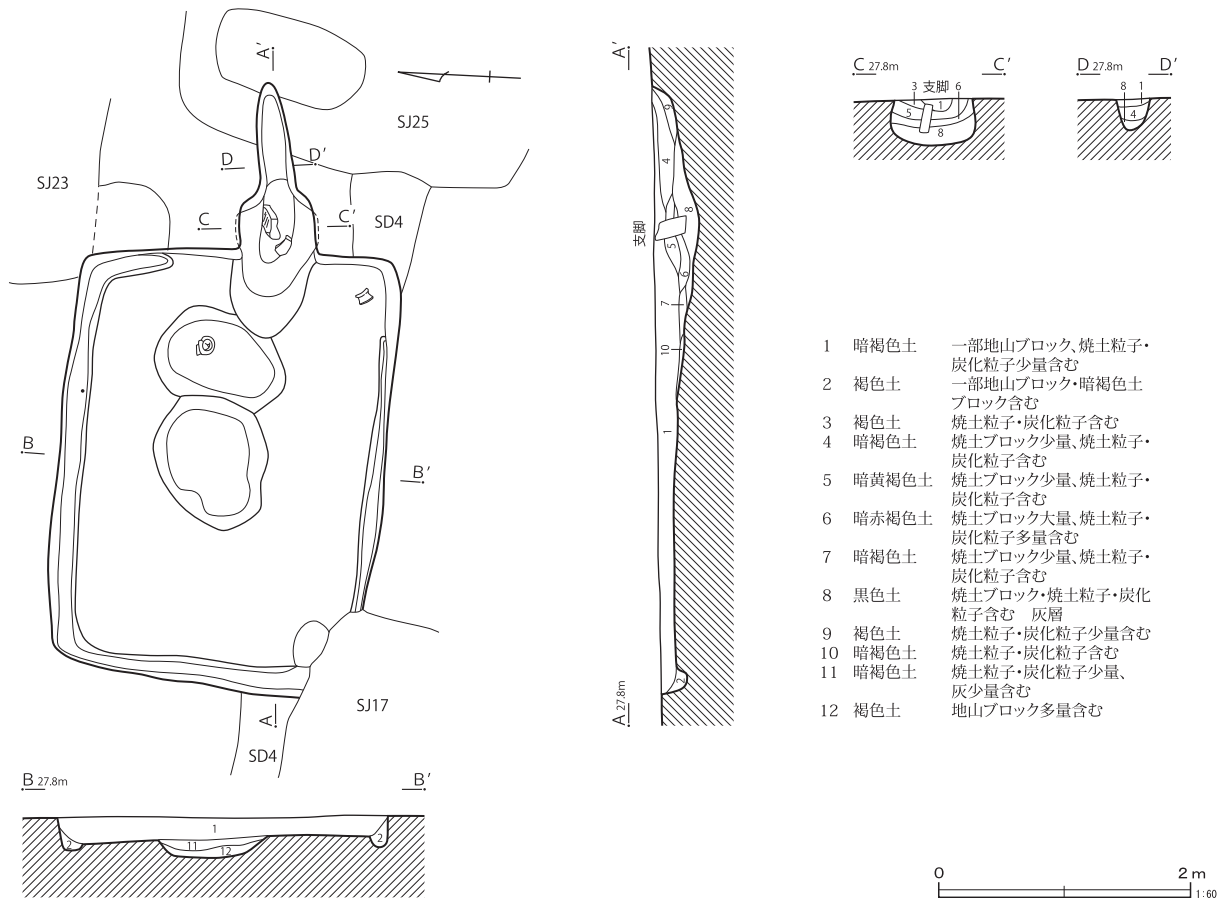 A'
SJ25
SJ23
D
D'
C
C'
SD4
B
B'
A
SJ17
SD4
B 27.8m
B'
1
2
11
12
2
A'
9
4
8
支脚
5
6
7
10
1
2
A 27.8m
C 27.8m
C'
3 支脚 6
1
5
8
D 27.8m
D'
8 1
4
1 暗褐色土 一部地山ブロック、焼土粒子・
炭化粒子少量含む
2 褐色土 一部地山ブロック・暗褐色土
ブロック含む
3 褐色土 焼土粒子・炭化粒子含む
4 暗褐色土 焼土ブロック少量、焼土粒子・
炭化粒子含む
5 暗黄褐色土 焼土ブロック少量、焼土粒子・
炭化粒子含む
6 暗赤褐色土 焼土ブロック大量、焼土粒子・
炭化粒子多量含む
7 暗褐色土 焼土ブロック少量、焼土粒子・
炭化粒子含む
8 黒色土 焼土ブロック・焼土粒子・炭化
粒子含む 灰層
9 褐色土 焼土粒子・炭化粒子少量含む
10 暗褐色土 焼土粒子・炭化粒子含む
11 暗褐色土 焼土粒子・炭化粒子少量、
灰少量含む
12 褐色土 地山ブロック多量含む
0 2 m
1:60